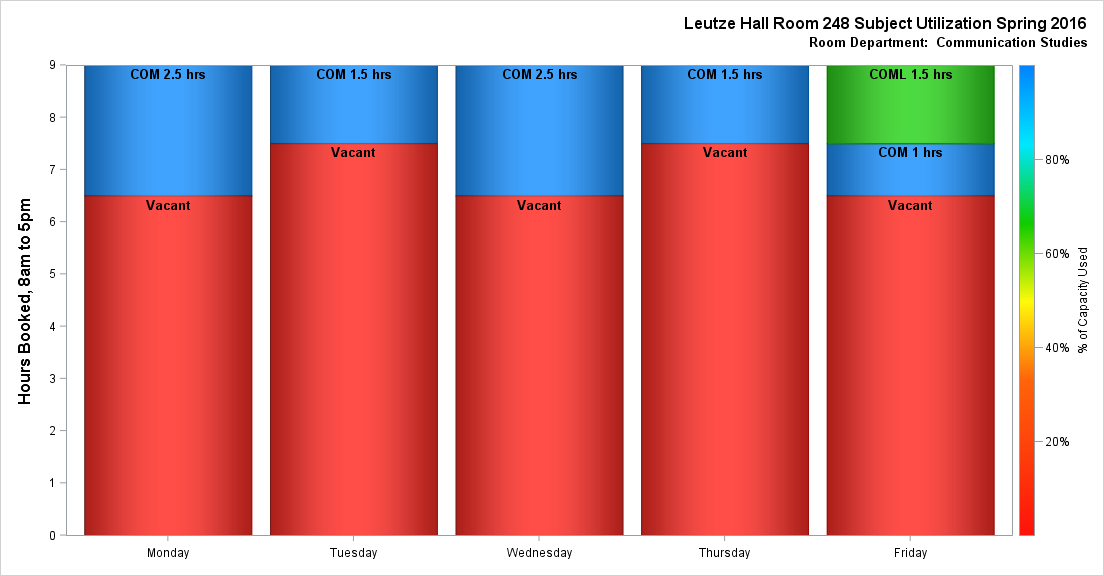 Leutze Hall Room 248 Subject Utilization Spring 2016
Room Department:  Communication Studies
Hours Booked, 8am to 5pm
9
8
7
6
5
4
3
2
1
0
COM 2.5 hrs
Vacant
COM 1.5 hrs
Vacant
COM 2.5 hrs
Vacant
COM 1.5 hrs
Vacant
COML 1.5 hrs
COM 1 hrs
Vacant
Monday
Tuesday
Wednesday
Thursday
Friday
80%
60%
40%
20%
% of Capacity Used